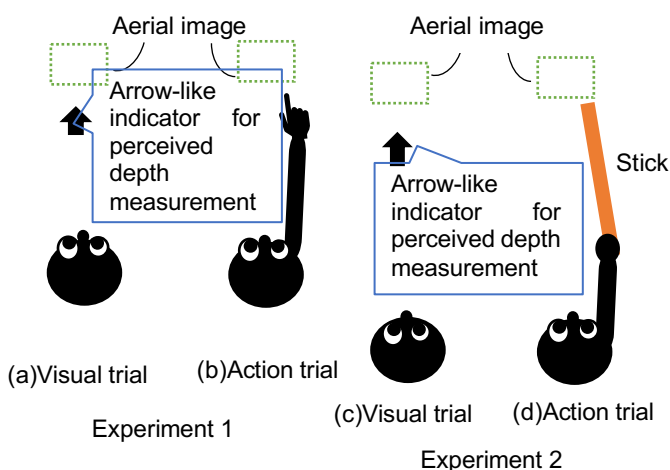 Aerial image
Arrow-like
indicator for
perceived
depth
measurement
(a)Visual trial
(b)Action trial
Experiment 1
Aerial image
Stick
Arrow-like
indicator for
perceived depth
measurement
(c)Visual trial
(d)Action trial
Experiment 2